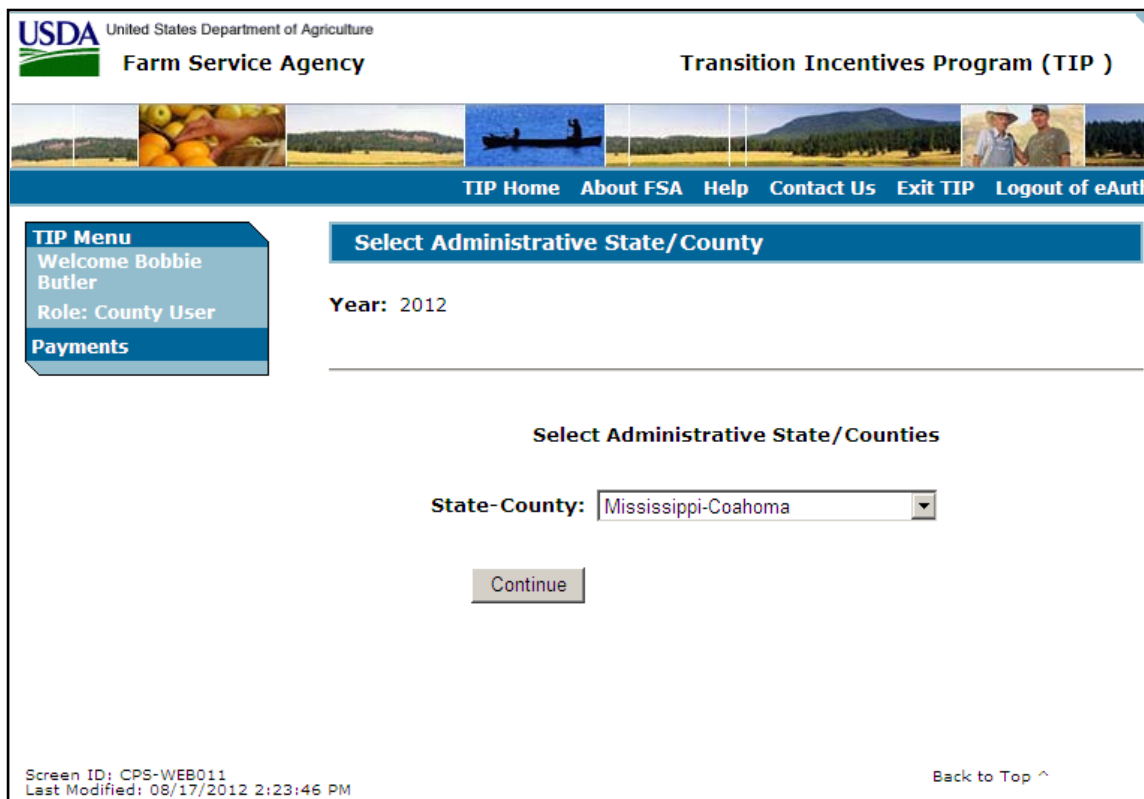 USDA United States Department of Agriculture
Farm Service Agency
Transition Incentives Program (TIP )
TIP Home About FSA Help Contact Us Exit TIP Logout of eAuth
TIP Menu
Welcome Bobbie
Butler
Role: County User
Payments
Select Administrative State/County
Year: 2012
Select Administrative State/Counties
State-County: Mississippi-Coahoma
Continue
Screen ID: CPS-WEB011
Last Modified: 08/17/2012 2:23:46 PM
Back to Top ^